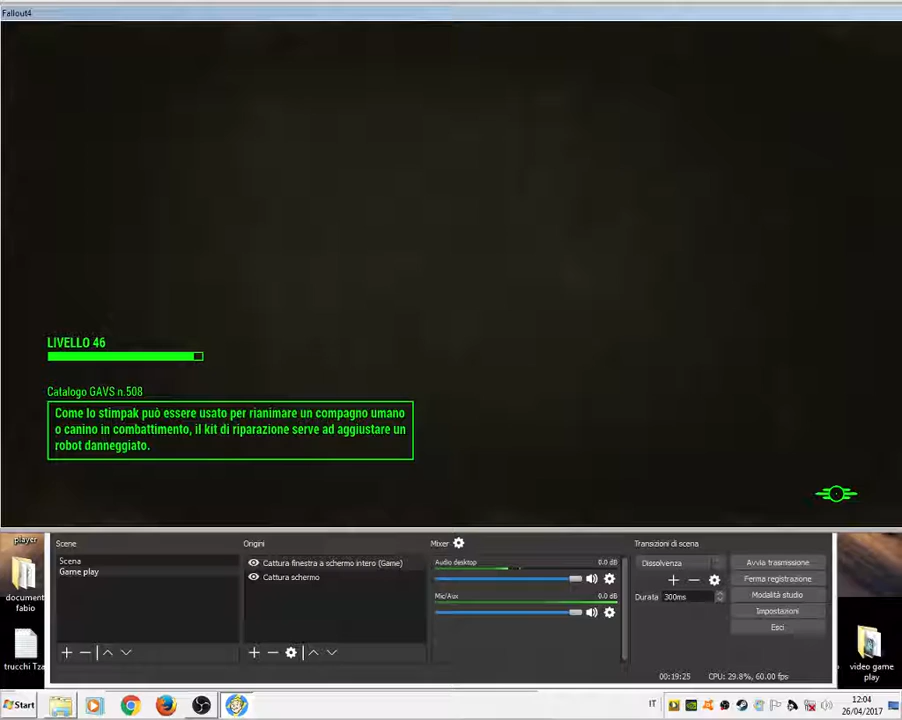 Fallout4
LIVELLO 46
Catalogo GAVS n.508
Come lo stimpak può essere usato per rianimare un compagno umano
o canino in combattimento, il kit di riparazione serve ad aggiustare un
robot danneggiato.
player
document
fabio
trucchi Tza
Scene
Scena
Game play
Origini
Cattura finestra a schermo intero (Game)
Cattura schermo
Mixer
Audio desktop 0.0 dB
Mic/Aux 0.0 dB
Transizioni di scena
Dissolvenza
Durata 300ms
Avvia trasmissione
Ferma registrazione
Modalità studio
Impostazioni
Esci
00:19:25 CPU: 29.8%, 60.00 fps
video game
play
Start
IT
12:04
26/04/2017